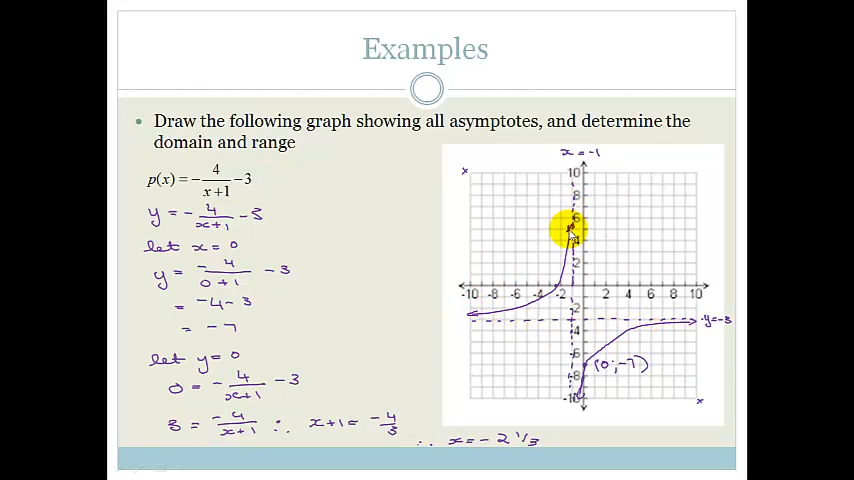 Examples
• Draw the following graph showing all asymptotes, and determine the
domain and range
p(x) = -4/(x+1) - 3
y = -4/(x+1) - 3
let x = 0
y = -4/(0+1) - 3
= -4-3
= -7
let y = 0
0 = -4/(x+1) - 3
3 = -4/(x+1) ∴ x+1 = -4/3
∴ x = -2 1/3
x = -1
x
10
8
6
4
2
-10 -8 -6 -4 -2 2 4 6 8 10
-2
y = -3
-4
-6
(0;-7)
-8
-10
x